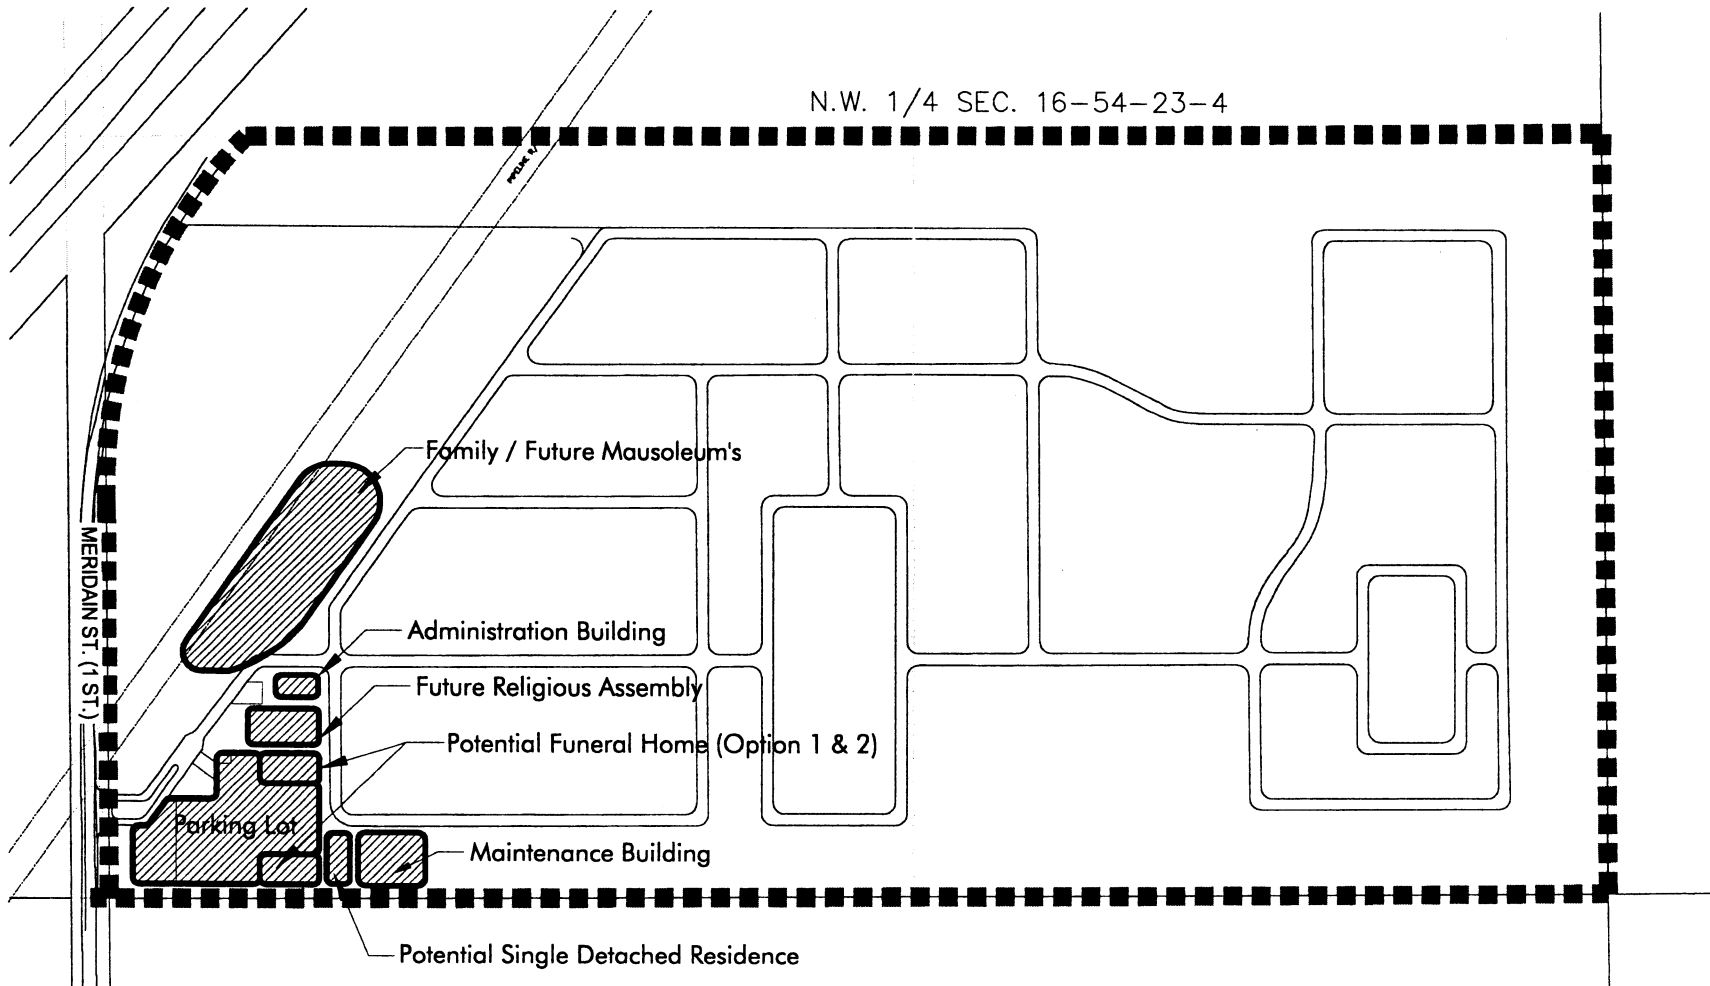 N.W. 1/4 SEC. 16-54-23-4
PIPELINE R/
Family / Future Mausoleum's
MERIDAIN ST. (1 ST.)
Administration Building
Future Religious Assembly
Potential Funeral Home (Option 1 & 2)
Parking Lot
Maintenance Building
Potential Single Detached Residence